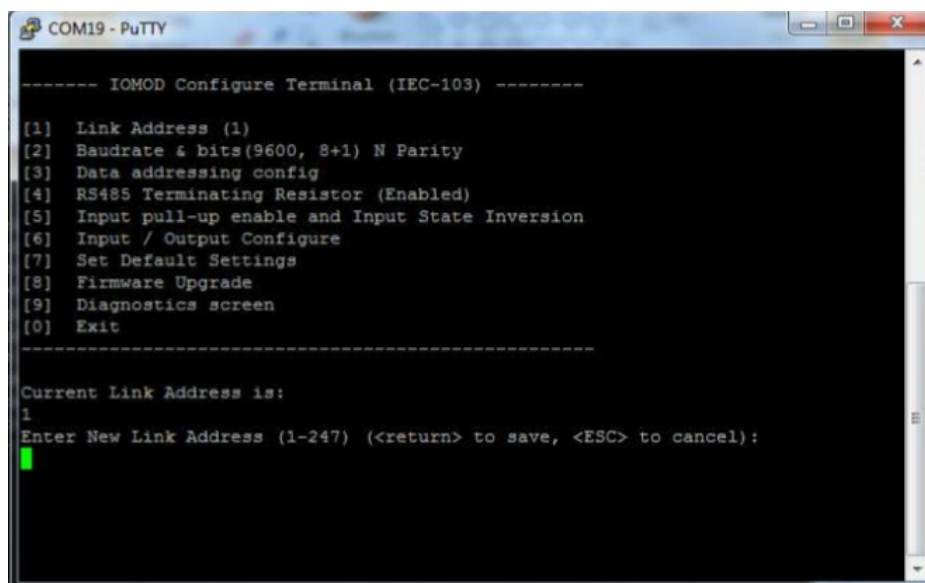 COM19 - PuTTY
------- IOMOD Configure Terminal (IEC-103) --------
[1] Link Address (1)
[2] Baudrate & bits(9600, 8+1) N Parity
[3] Data addressing config
[4] RS485 Terminating Resistor (Enabled)
[5] Input pull-up enable and Input State Inversion
[6] Input / Output Configure
[7] Set Default Settings
[8] Firmware Upgrade
[9] Diagnostics screen
[0] Exit
----------------------------------------------------
Current Link Address is:
1
Enter New Link Address (1-247) (<return> to save, <ESC> to cancel):